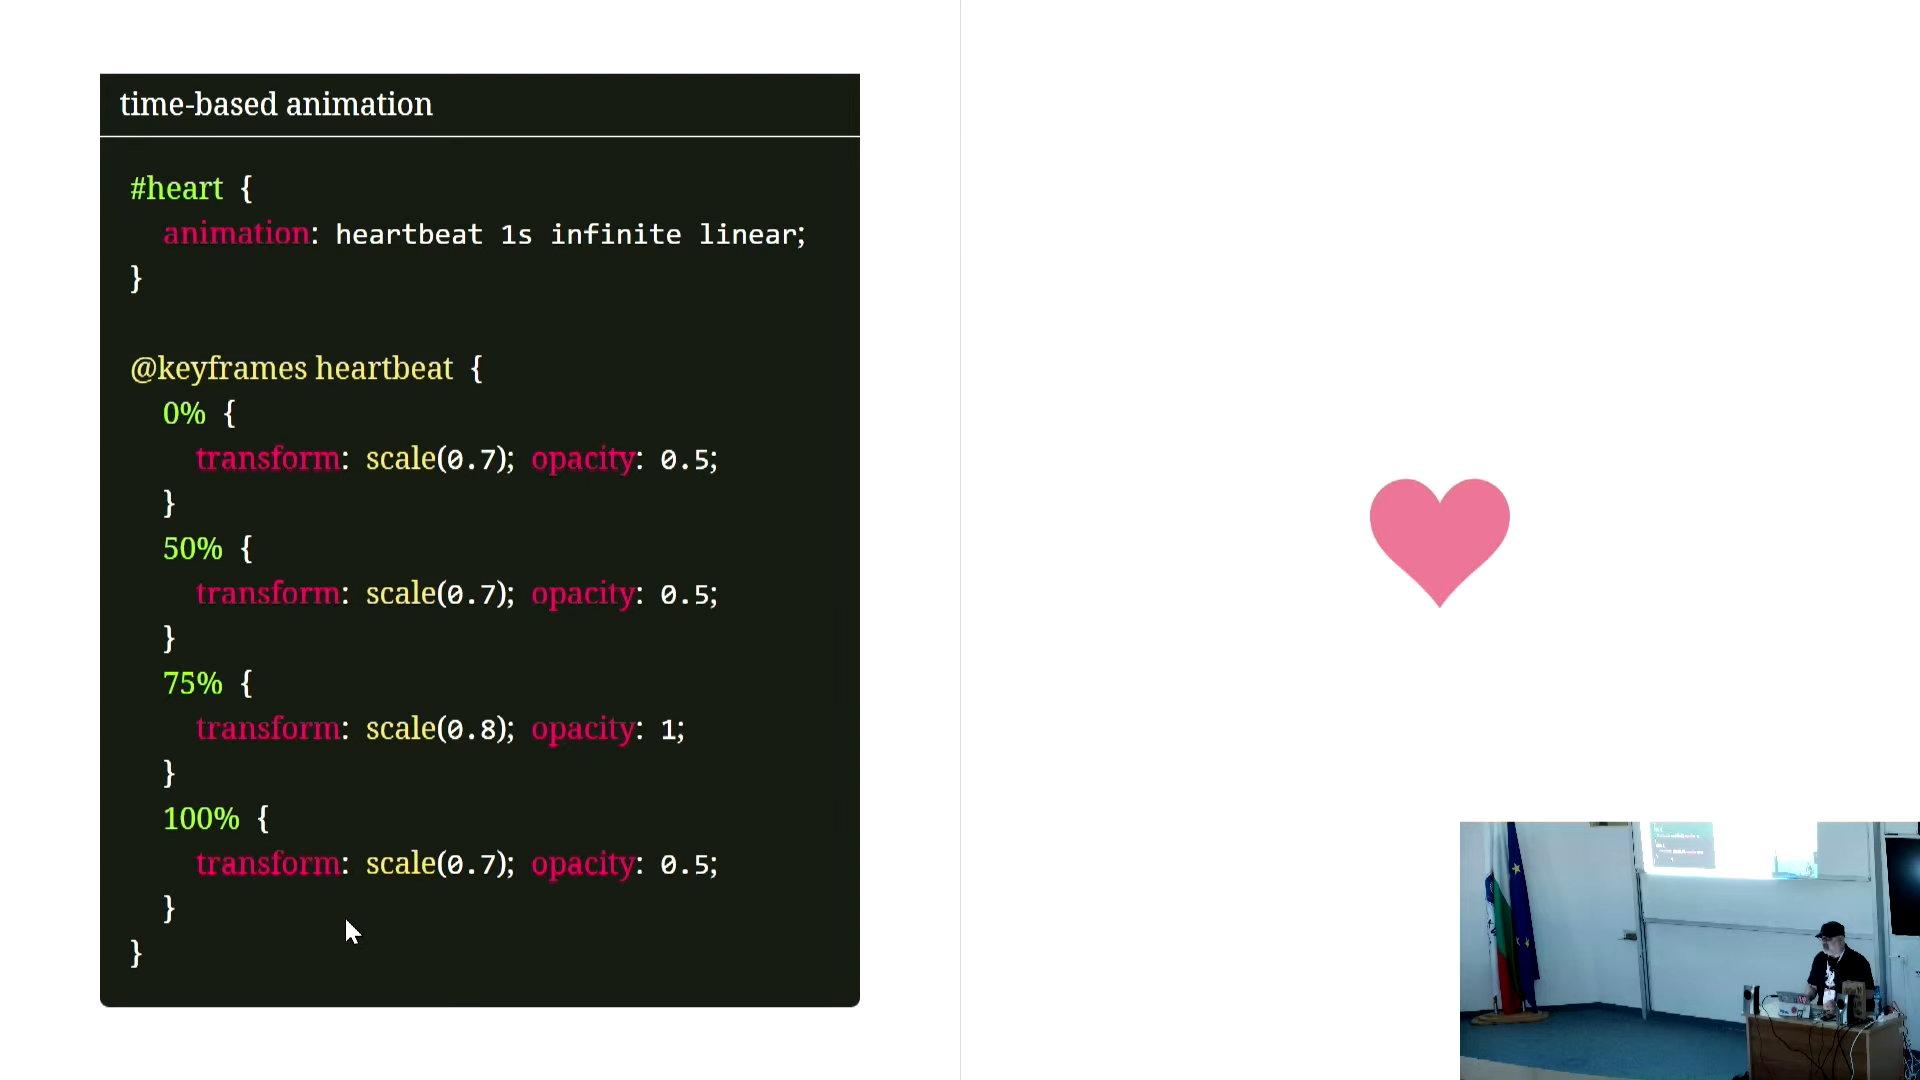 time-based animation
#heart {
animation: heartbeat 1s infinite linear;
}
@keyframes heartbeat {
0% {
transform: scale(0.7); opacity: 0.5;
}
50% {
transform: scale(0.7); opacity: 0.5;
}
75% {
transform: scale(0.8); opacity: 1;
}
100% {
transform: scale(0.7); opacity: 0.5;
}
}